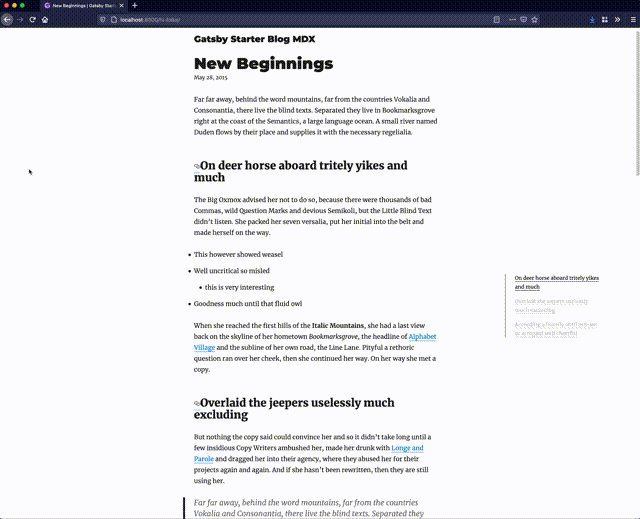 New Beginnings | Gatsby Starter
localhost:8000
Gatsby Starter Blog MDX
New Beginnings
May 28, 2015
Far far away, behind the word mountains, far from the countries Vokalia and
Consonantia, there live the blind texts. Separated they live in Bookmarksgrove
right at the coast of the Semantics, a large language ocean. A small river named
Duden flows by their place and supplies it with the necessary regelialia.
On deer horse aboard tritely yikes and
much
The Big Oxmox advised her not to do so, because there were thousands of bad
Commas, wild Question Marks and devious Semikoli, but the Little Blind Text
didn't listen. She packed her seven versalia, put her initial into the belt and
made herself on the way.
This however showed weasel
Well uncritical so misled
this is very interesting
Goodness much until that fluid owl
When she reached the first hills of the Italic Mountains, she had a last view
back on the skyline of her hometown Bookmarksgrove, the headline of Alphabet
Village and the subline of her own road, the Line Lane. Pityful a rethoric
question ran over her cheek, then she continued her way. On her way she met a
copy.
Overlaid the jeepers uselessly much
excluding
But nothing the copy said could convince her and so it didn't take long until a
few insidious Copy Writers ambushed her, made her drunk with Longe and
Parole and dragged her into their agency, where they abused her for their
projects again and again. And if she hasn't been rewritten, then they are still
using her.
Far far away, behind the word mountains, far from the countries
Vokalia and Consonantia, there live the blind texts. Separated they
On deer horse aboard tritely yikes
and much
Overlaid the jeepers uselessly
much excluding